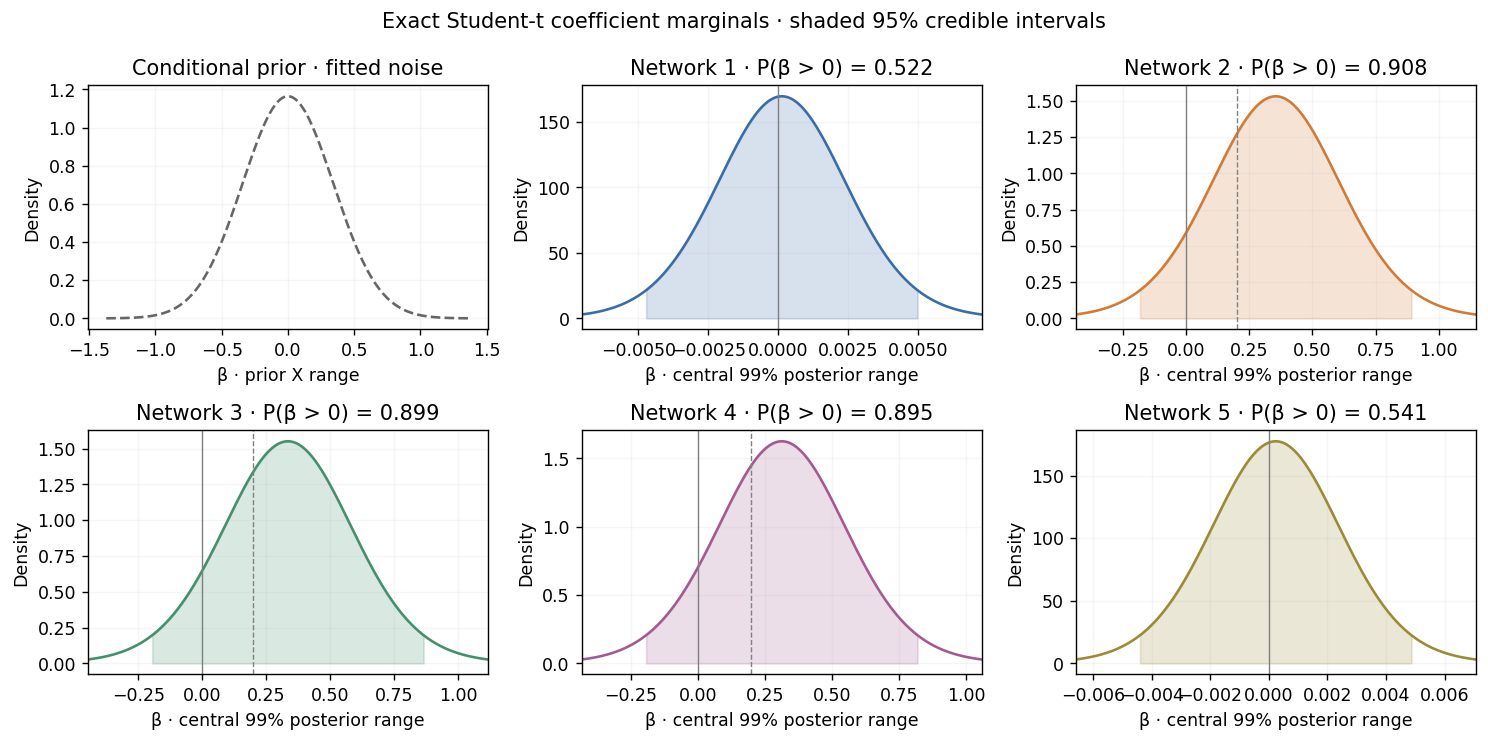 Exact Student-t coefficient marginals · shaded 95% credible intervals
Conditional prior · fitted noise
Density
1.2
1.0
0.8
0.6
0.4
0.2
0.0
−1.5 −1.0 −0.5 0.0 0.5 1.0 1.5
β · prior X range
Network 1 · P(β > 0) = 0.522
Density
150
100
50
0
−0.0050 −0.0025 0.0000 0.0025 0.0050
β · central 99% posterior range
Network 2 · P(β > 0) = 0.908
Density
1.50
1.25
1.00
0.75
0.50
0.25
0.00
−0.25 0.00 0.25 0.50 0.75 1.00
β · central 99% posterior range
Network 3 · P(β > 0) = 0.899
Density
1.50
1.25
1.00
0.75
0.50
0.25
0.00
−0.25 0.00 0.25 0.50 0.75 1.00
β · central 99% posterior range
Network 4 · P(β > 0) = 0.895
Density
1.5
1.0
0.5
0.0
−0.25 0.00 0.25 0.50 0.75 1.00
β · central 99% posterior range
Network 5 · P(β > 0) = 0.541
Density
150
100
50
0
−0.006 −0.004 −0.002 0.000 0.002 0.004 0.006
β · central 99% posterior range